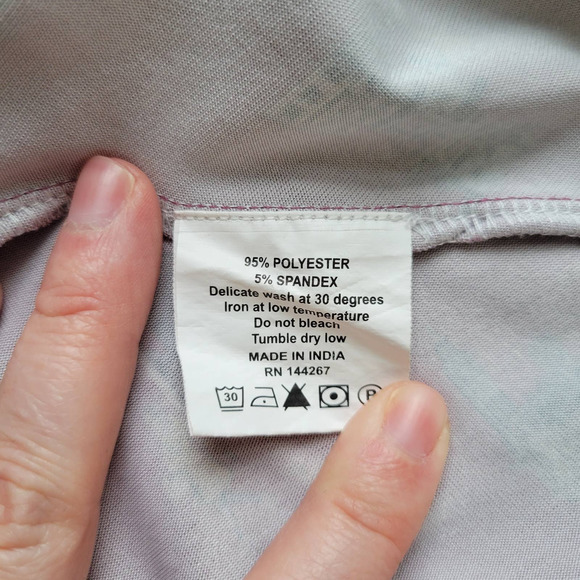 95% POLYESTER
5% SPANDEX
Delicate wash at 30 degrees
Iron at low temperature
Do not bleach
Tumble dry low
MADE IN INDIA
RN 144267
30 P